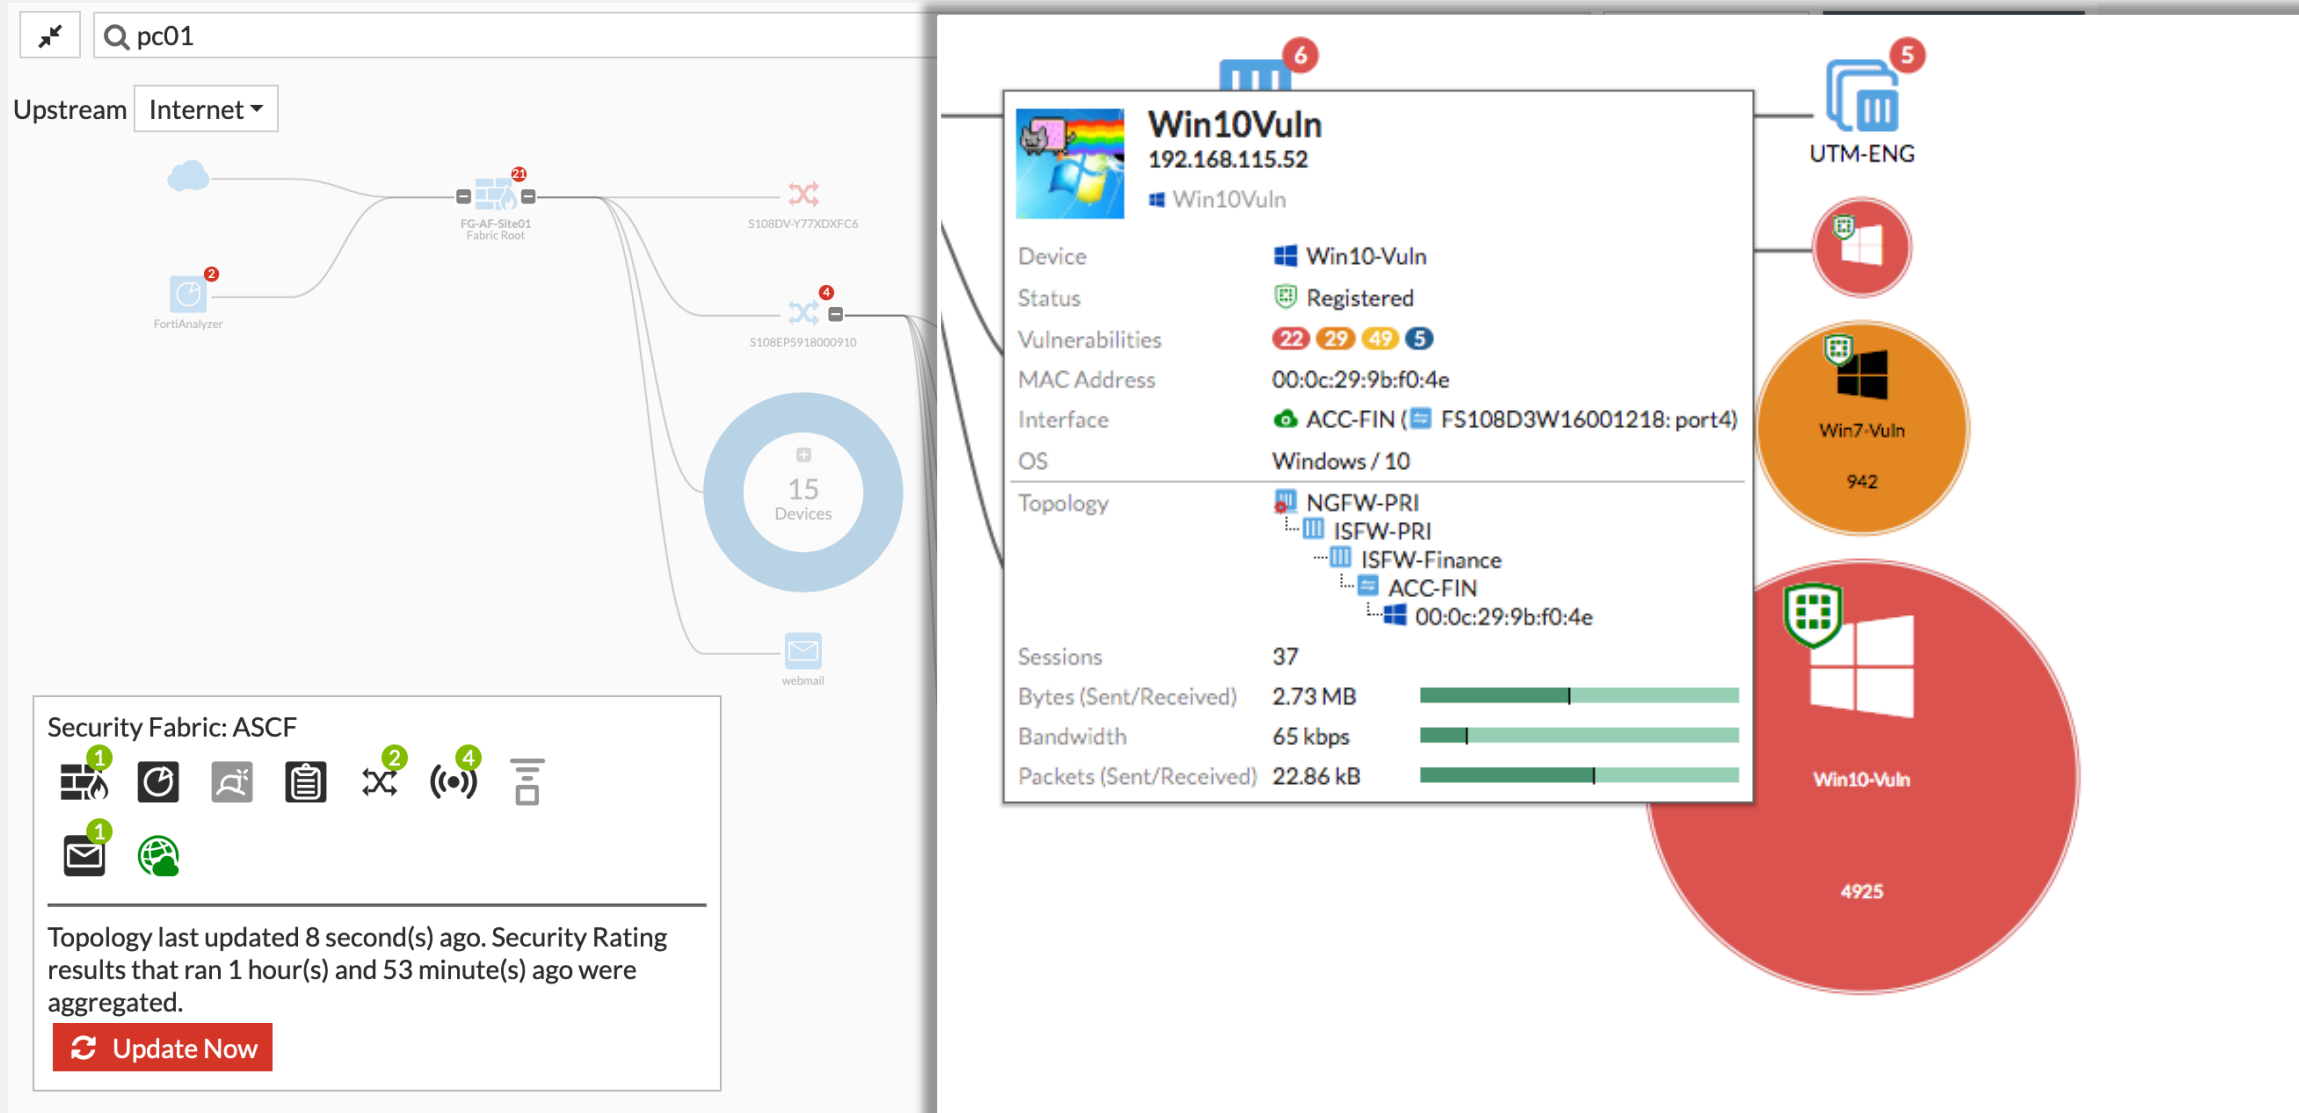 pc01
Upstream Internet
21
FG-AF-Site01
Fabric Root
2
FortiAnalyzer
S108DV-Y77XDXFC6
4
S108EP5918000910
15
Devices
webmail
Security Fabric: ASCF
1
2
4
1
Topology last updated 8 second(s) ago. Security Rating
results that ran 1 hour(s) and 53 minute(s) ago were
aggregated.
Update Now
6
5
UTM-ENG
Win10Vuln
192.168.115.52
Win10Vuln
Device Win10-Vuln
Status Registered
Vulnerabilities 22 29 49 5
MAC Address 00:0c:29:9b:f0:4e
Interface ACC-FIN ( FS108D3W16001218: port4)
OS Windows / 10
Topology NGFW-PRI
ISFW-PRI
ISFW-Finance
ACC-FIN
00:0c:29:9b:f0:4e
Sessions 37
Bytes (Sent/Received) 2.73 MB
Bandwidth 65 kbps
Packets (Sent/Received) 22.86 kB
Win7-Vuln
942
Win10-Vuln
4925